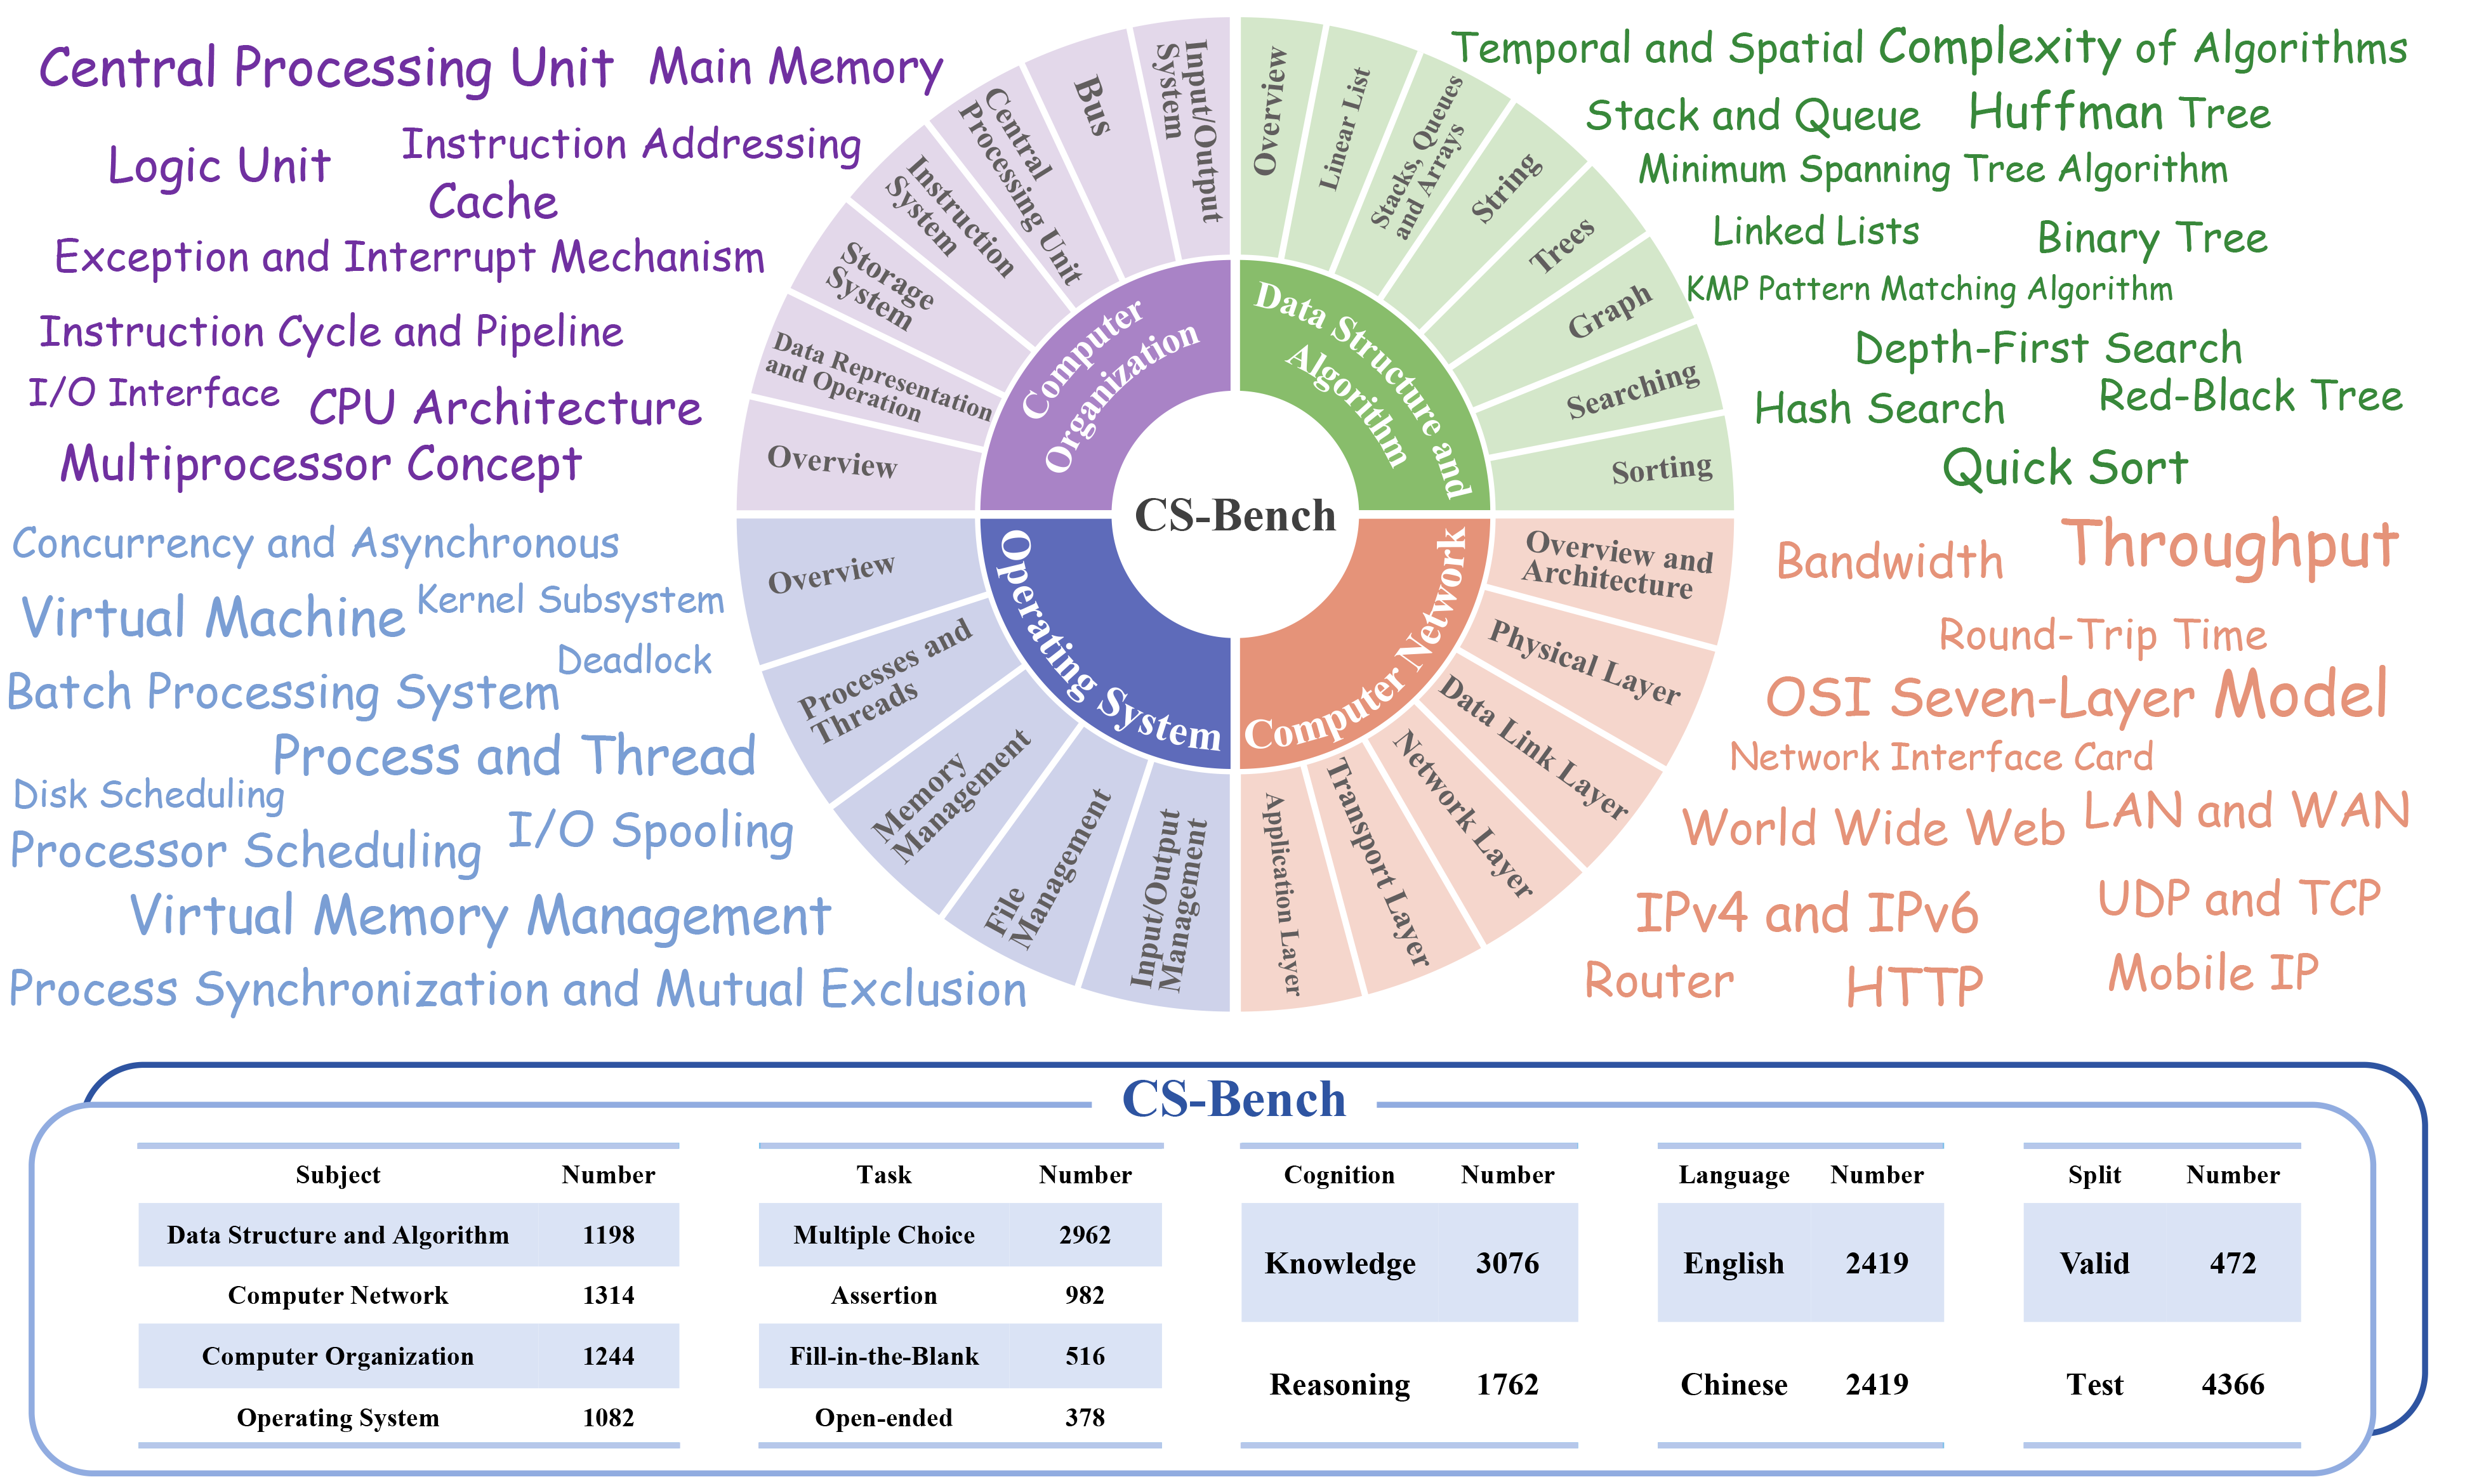 Central Processing Unit
Main Memory
Logic Unit
Instruction Addressing
Cache
Exception and Interrupt Mechanism
Instruction Cycle and Pipeline
I/O Interface
CPU Architecture
Multiprocessor Concept
Concurrency and Asynchronous
Virtual Machine
Kernel Subsystem
Deadlock
Batch Processing System
Process and Thread
Disk Scheduling
I/O Spooling
Processor Scheduling
Virtual Memory Management
Process Synchronization and Mutual Exclusion
CS-Bench
Computer
Organization
Overview
Data Representation
and Operation
Storage
System
Instruction
System
Central
Processing Unit
Bus
Input/Output
System
Data Structure and
Algorithm
Overview
Linear List
Stacks, Queues
and Arrays
String
Trees
Graph
Searching
Sorting
Computer Network
Overview and
Architecture
Physical Layer
Data Link Layer
Network Layer
Transport Layer
Application Layer
Operating System
Overview
Processes and
Threads
Memory
Management
File
Management
Input/Output
Management
Temporal and Spatial Complexity of Algorithms
Stack and Queue
Huffman Tree
Minimum Spanning Tree Algorithm
Linked Lists
Binary Tree
KMP Pattern Matching Algorithm
Depth-First Search
Hash Search
Red-Black Tree
Quick Sort
Bandwidth
Throughput
Round-Trip Time
OSI Seven-Layer Model
Network Interface Card
World Wide Web
LAN and WAN
IPv4 and IPv6
UDP and TCP
Router
HTTP
Mobile IP
CS-Bench
Subject Number
Data Structure and Algorithm 1198
Computer Network 1314
Computer Organization 1244
Operating System 1082
Task Number
Multiple Choice 2962
Assertion 982
Fill-in-the-Blank 516
Open-ended 378
Cognition Number
Knowledge 3076
Reasoning 1762
Language Number
English 2419
Chinese 2419
Split Number
Valid 472
Test 4366